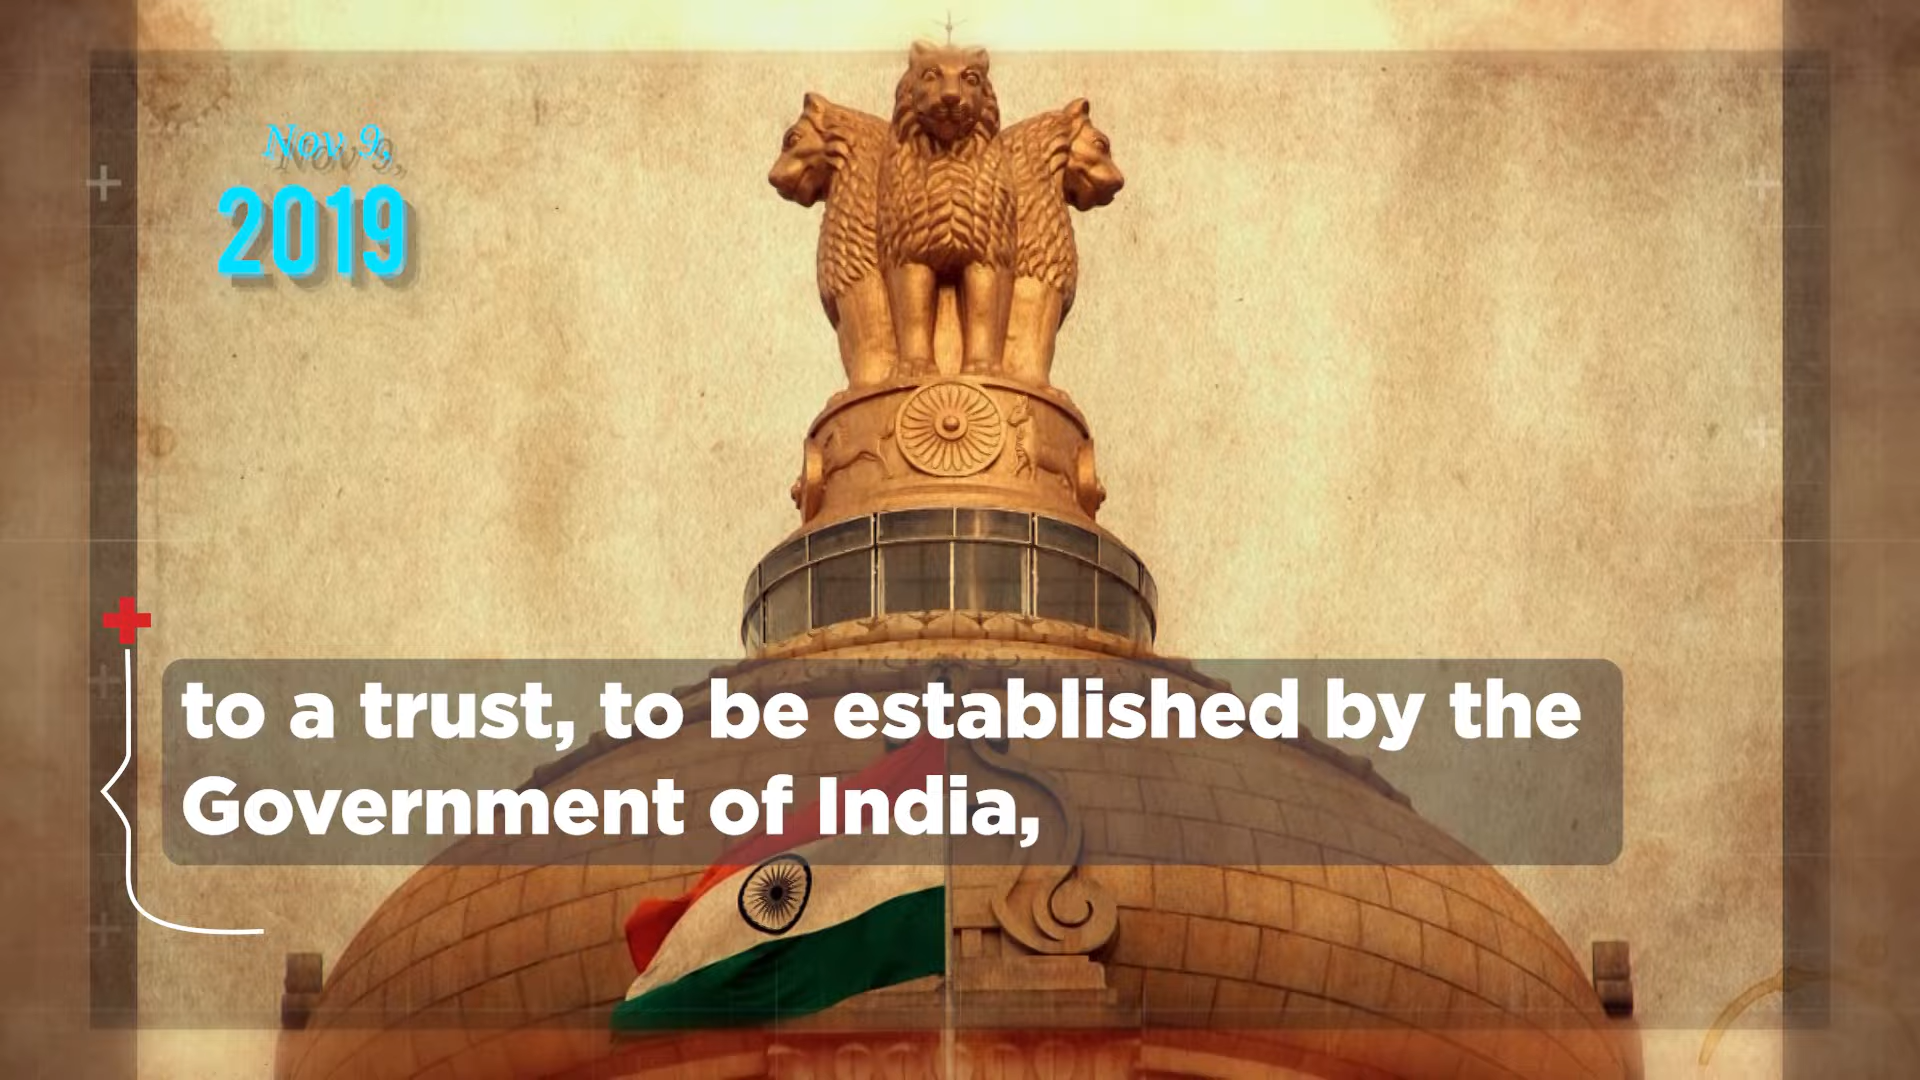 Nov 9,
2019
to a trust, to be established by the
Government of India,